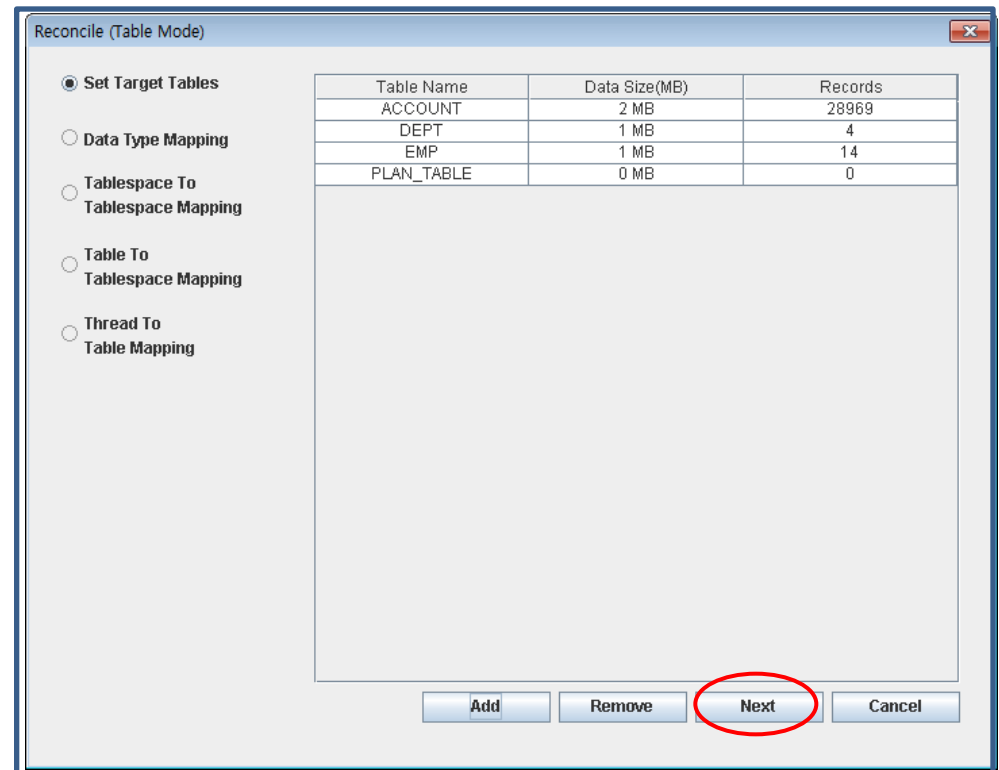 Reconcile (Table Mode)
Set Target Tables
Data Type Mapping
Tablespace To
Tablespace Mapping
Table To
Tablespace Mapping
Thread To
Table Mapping
Table Name Data Size(MB) Records
ACCOUNT 2 MB 28969
DEPT 1 MB 4
EMP 1 MB 14
PLAN_TABLE 0 MB 0
Add Remove Next Cancel